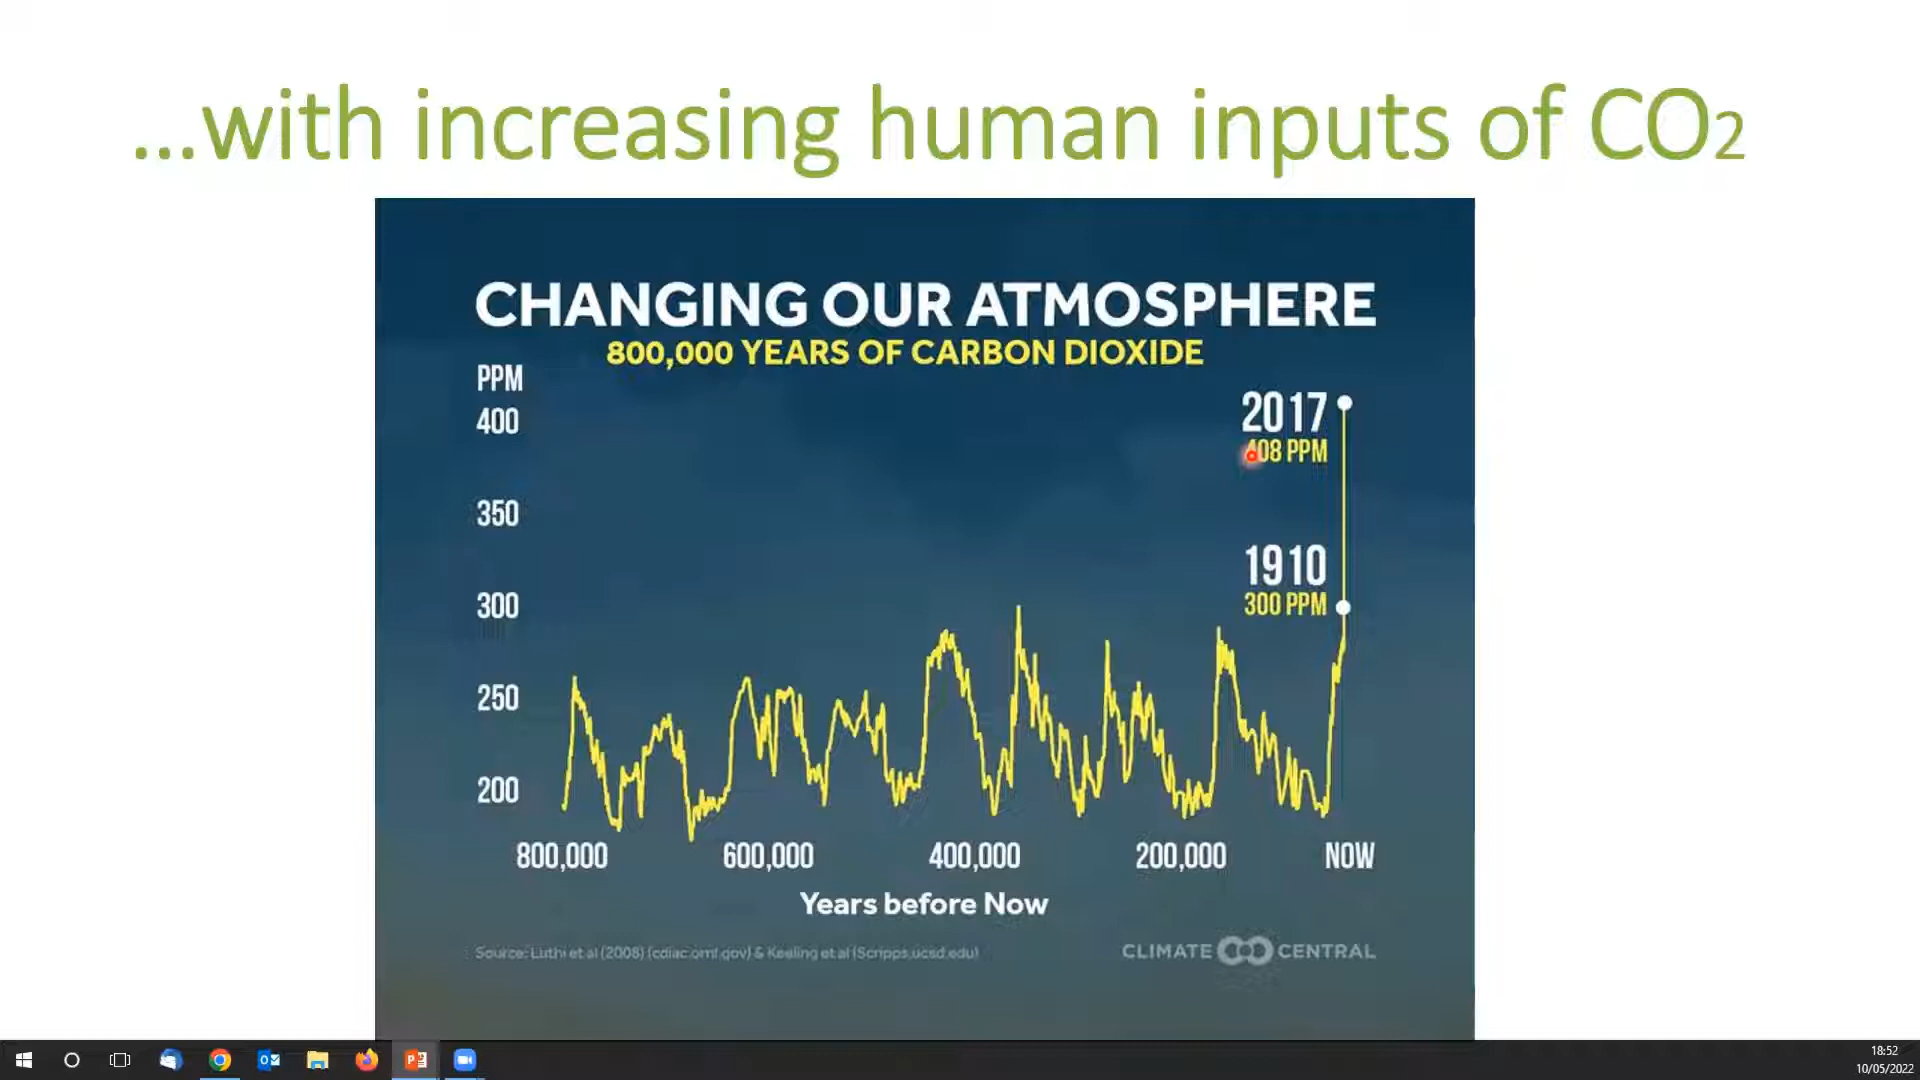 ...with increasing human inputs of CO2
CHANGING OUR ATMOSPHERE
800,000 YEARS OF CARBON DIOXIDE
PPM
400
350
300
250
200
2017
408 PPM
1910
300 PPM
800,000
600,000
400,000
200,000
NOW
Years before Now
Source: Luthi et al (2008) (cdiac.ornl.gov) & Keeling et al (Scripps.ucsd.edu)
CLIMATE CENTRAL
18:52
10/05/2022